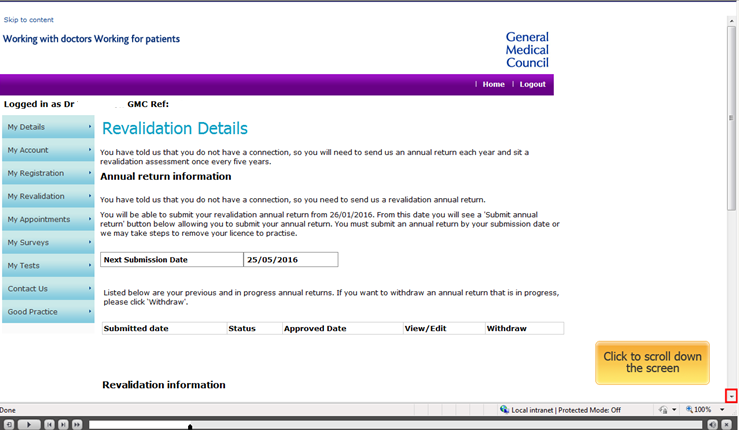 Skip to content
Working with doctors Working for patients
General
Medical
Council
Home
Logout
Logged in as Dr
GMC Ref:
My Details
My Account
My Registration
My Revalidation
My Appointments
My Surveys
My Tests
Contact Us
Good Practice
Revalidation Details
You have told us that you do not have a connection, so you will need to send us an annual return each year and sit a
revalidation assessment once every five years.
Annual return information
You have told us that you do not have a connection, so you need to send us a revalidation annual return.
You will be able to submit your revalidation annual return from 26/01/2016. From this date you will see a 'Submit annual
return' button below allowing you to submit your annual return. You must submit an annual return by your submission date or
we may take steps to remove your licence to practise.
Next Submission Date 25/05/2016
Listed below are your previous and in progress annual returns. If you want to withdraw an annual return that is in progress,
please click 'Withdraw'.
Submitted date Status Approved Date View/Edit Withdraw
Click to scroll down
the screen
Revalidation information
Done
Local intranet | Protected Mode: Off
100%